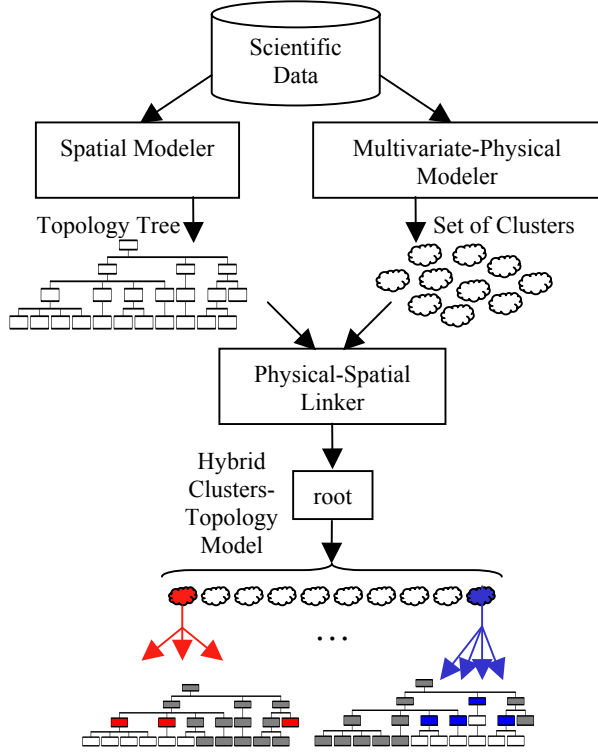 Scientific
Data
Spatial Modeler
Multivariate-Physical
Modeler
Topology Tree
Set of Clusters
Physical-Spatial
Linker
Hybrid
Clusters-
Topology
Model
root
...